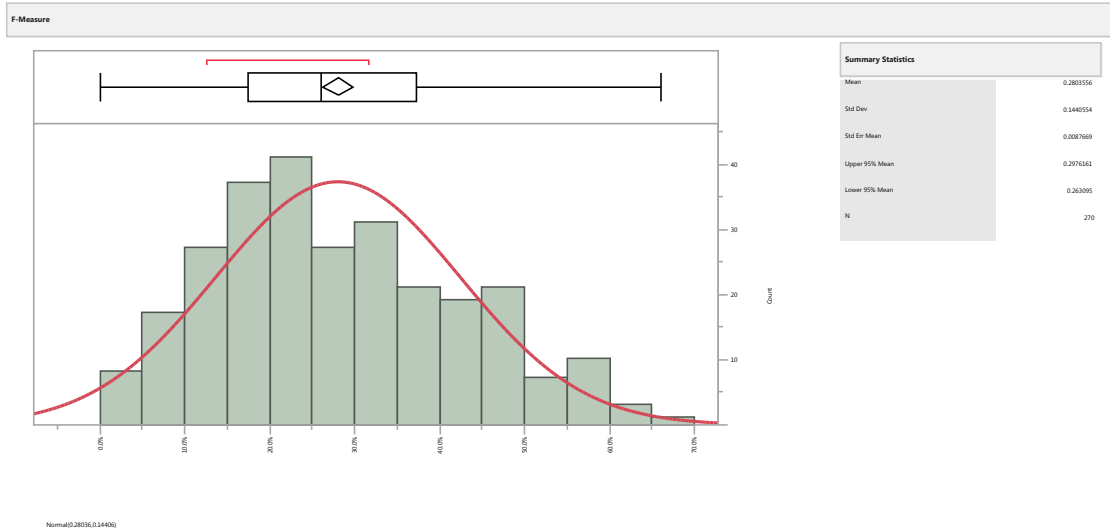 F-Measure
Summary Statistics
Mean 0.2803556
Std Dev 0.1440554
Std Err Mean 0.0087669
Upper 95% Mean 0.2976161
Lower 95% Mean 0.263095
N 270
40
30
20
10
Count
0.0%
10.0%
20.0%
30.0%
40.0%
50.0%
60.0%
70.0%
Normal(0.28036,0.14406)